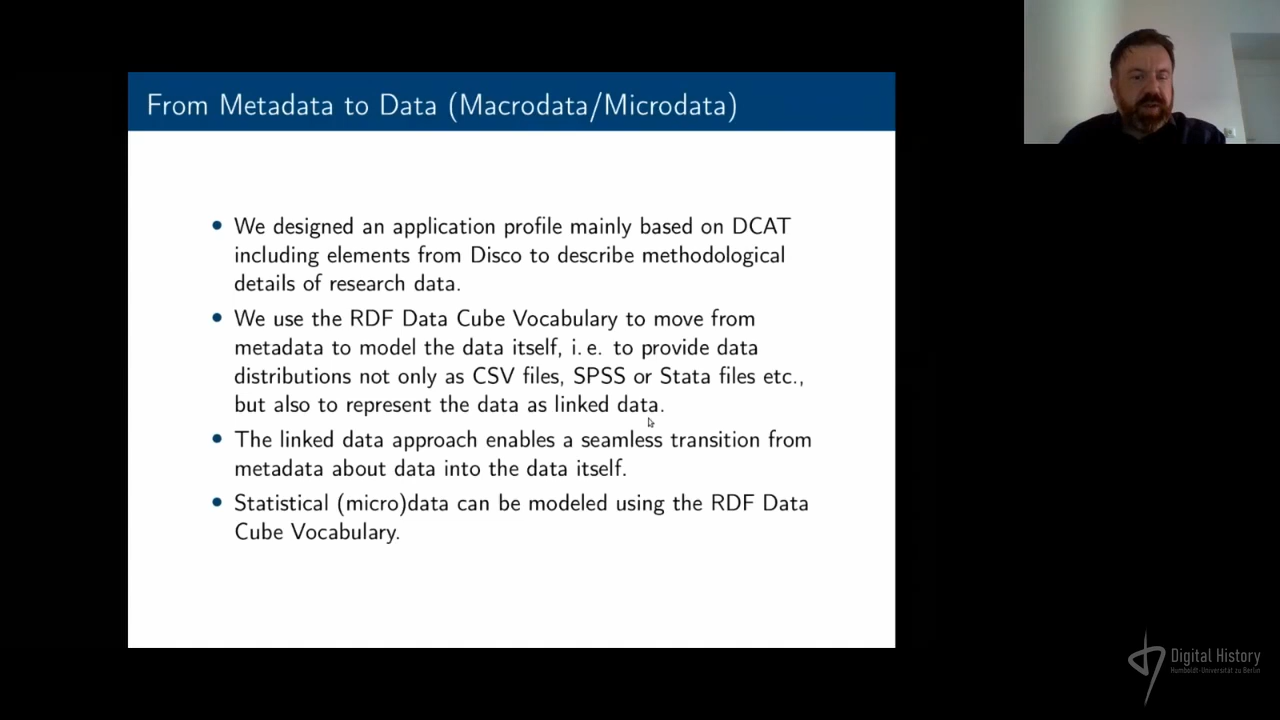 From Metadata to Data (Macrodata/Microdata)
• We designed an application profile mainly based on DCAT
including elements from Disco to describe methodological
details of research data.
• We use the RDF Data Cube Vocabulary to move from
metadata to model the data itself, i. e. to provide data
distributions not only as CSV files, SPSS or Stata files etc.,
but also to represent the data as linked data.
• The linked data approach enables a seamless transition from
metadata about data into the data itself.
• Statistical (micro)data can be modeled using the RDF Data
Cube Vocabulary.
Digital History
Humboldt-Universität zu Berlin